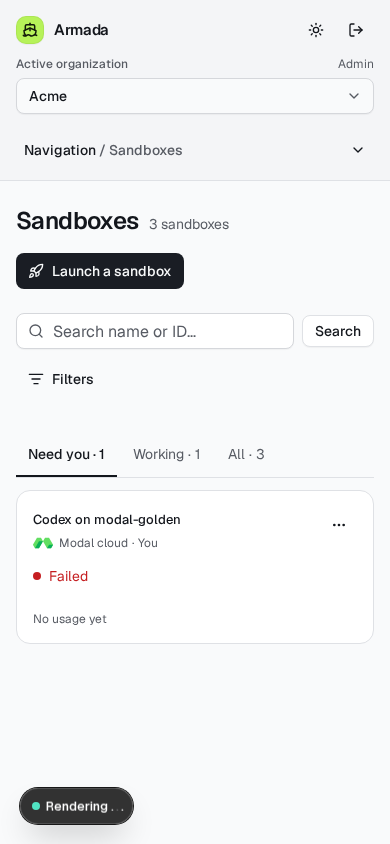 Armada
Active organization Admin
Acme
Navigation / Sandboxes
Sandboxes 3 sandboxes
Launch a sandbox
Search name or ID... Search
Filters
Need you · 1 Working · 1 All · 3
Codex on modal-golden
Modal cloud · You
Failed
No usage yet
Rendering ...